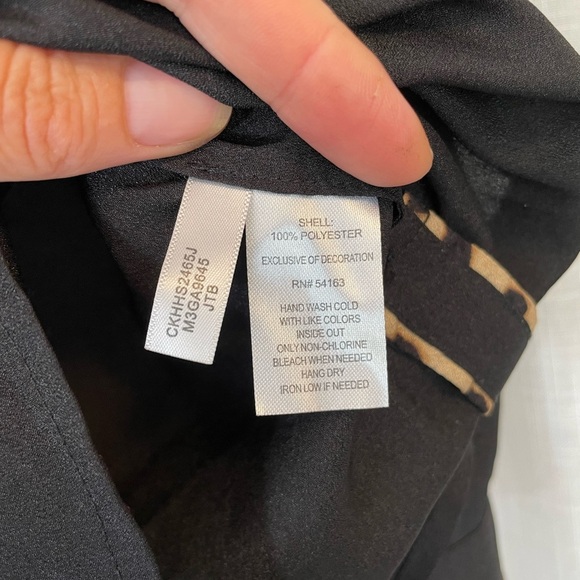 CKHHS2465J
M3GA9645
JTB
SHELL:
100% POLYESTER
EXCLUSIVE OF DECORATION
RN# 54163
HAND WASH COLD
WITH LIKE COLORS
INSIDE OUT
ONLY NON-CHLORINE
BLEACH WHEN NEEDED
HANG DRY
IRON LOW IF NEEDED